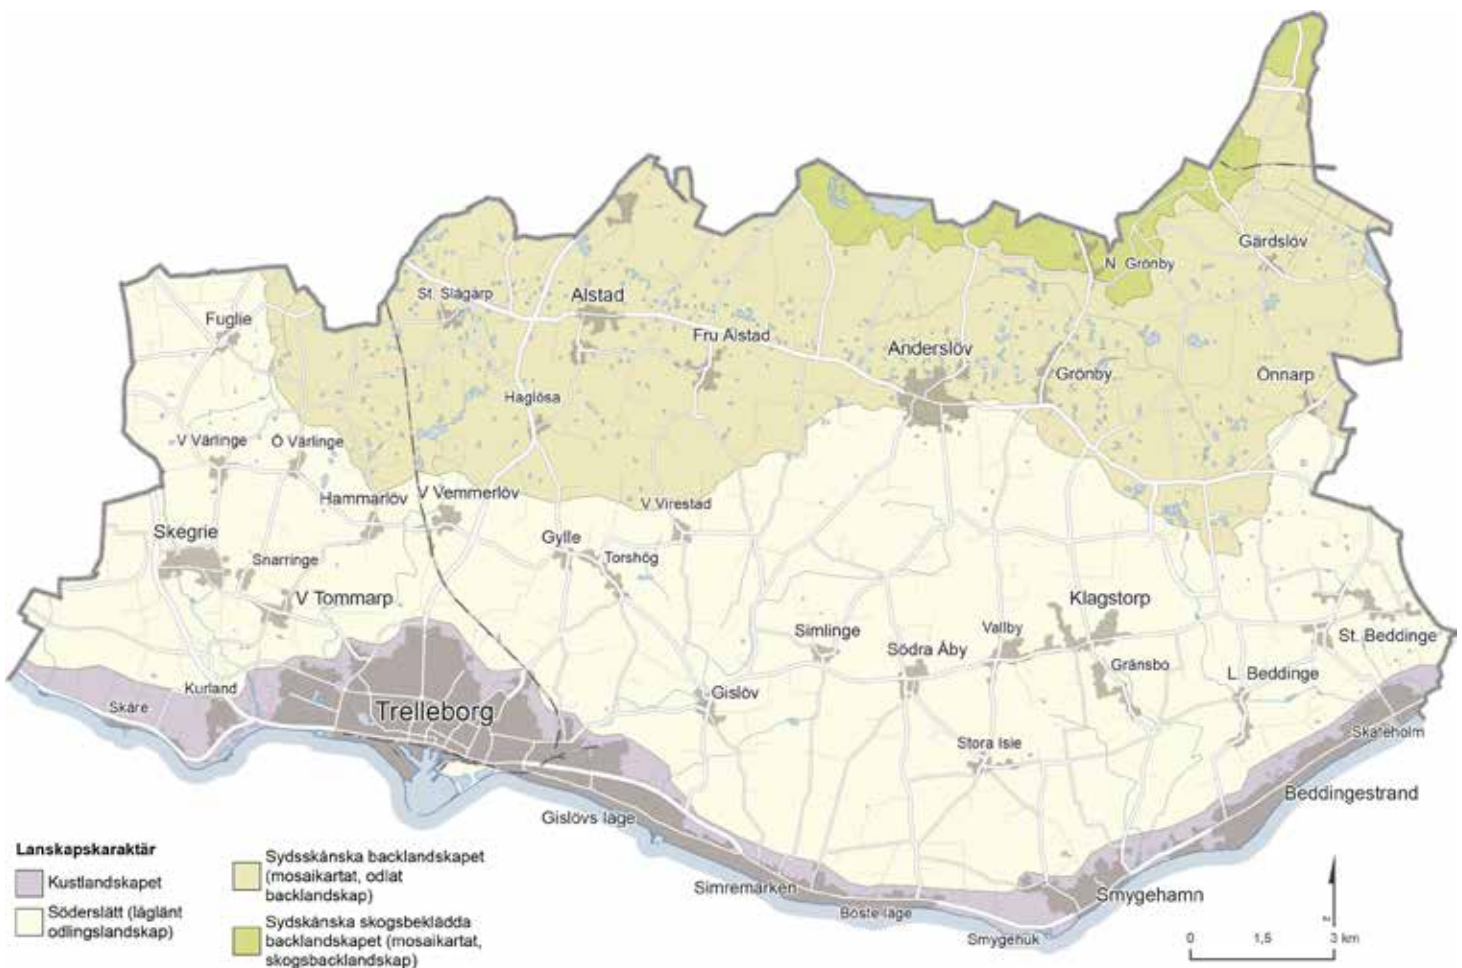 Fuglie
St. Slågarp
Alstad
Fru Alstad
Anderslöv
N Grönby
Gärdslöv
Grönby
Önnarp
Haglösa
V Värlinge
Ö Värlinge
Hammarlöv
V Vemmerlöv
V Virestad
Skegrie
Snarringe
Gylle
Torshög
V Tommarp
Simlinge
Södra Åby
Vallby
Klagstorp
Gränsbo
St. Beddinge
L. Beddinge
Skåre
Kurland
Trelleborg
Gislöv
Stora Isie
Skateholm
Beddingestrand
Gislövs läge
Simremarken
Böste läge
Smygehamn
Smygehuk
Lanskapskaraktär
Kustlandskapet
Söderslätt (låglänt
odlingslandskap)
Sydsskånska backlandskapet
(mosaikartat, odlat
backlandskap)
Sydskånska skogsbeklädda
backlandskapet (mosaikartat,
skogsbacklandskap)
N
0 1,5 3 km